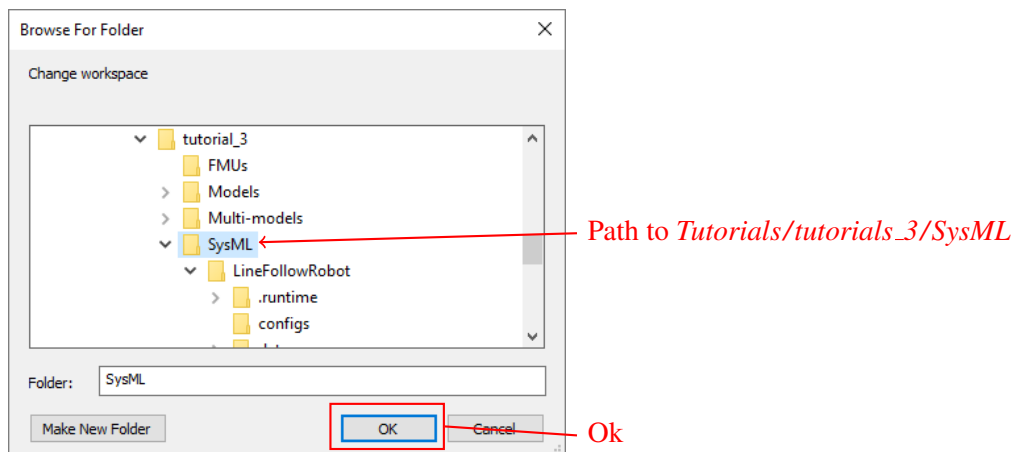 Browse For Folder
Change workspace
tutorial_3
FMUs
Models
Multi-models
SysML
Path to Tutorials/tutorials_3/SysML
LineFollowRobot
.runtime
configs
Folder: SysML
Make New Folder OK Cancel
Ok